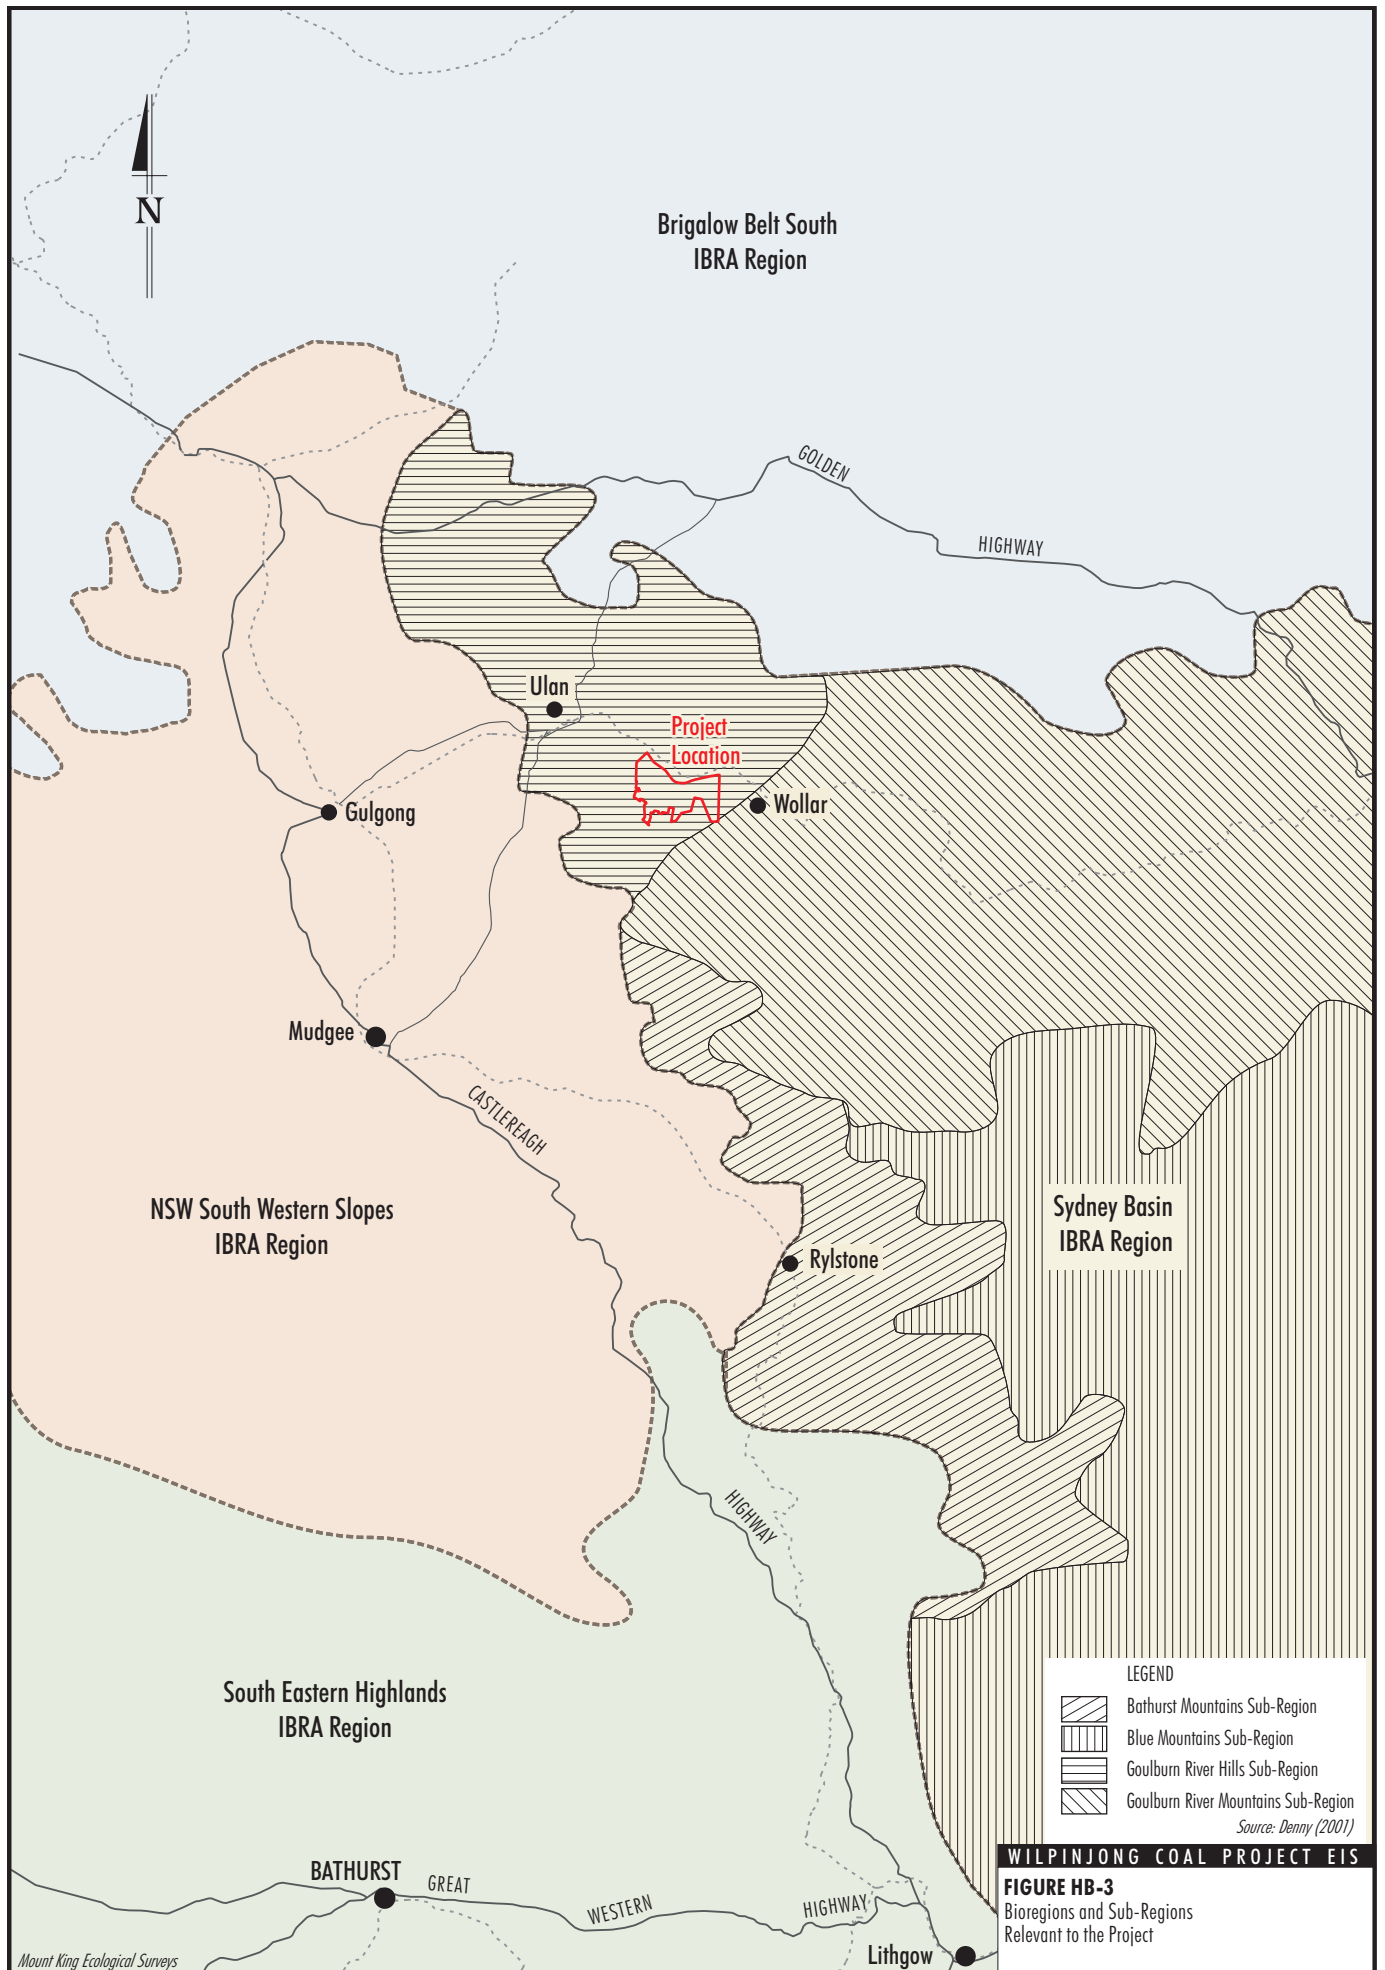 N
Brigalow Belt South
IBRA Region
GOLDEN
HIGHWAY
Ulan
Project
Location
Wollar
Gulgong
Mudgee
CASTLEREAGH
NSW South Western Slopes
IBRA Region
Sydney Basin
IBRA Region
Rylstone
HIGHWAY
South Eastern Highlands
IBRA Region
LEGEND
Bathurst Mountains Sub-Region
Blue Mountains Sub-Region
Goulburn River Hills Sub-Region
Goulburn River Mountains Sub-Region
Source: Denny (2001)
BATHURST
GREAT
WESTERN
HIGHWAY
Lithgow
WILPINJONG COAL PROJECT EIS
FIGURE HB-3
Bioregions and Sub-Regions
Relevant to the Project
Mount King Ecological Surveys